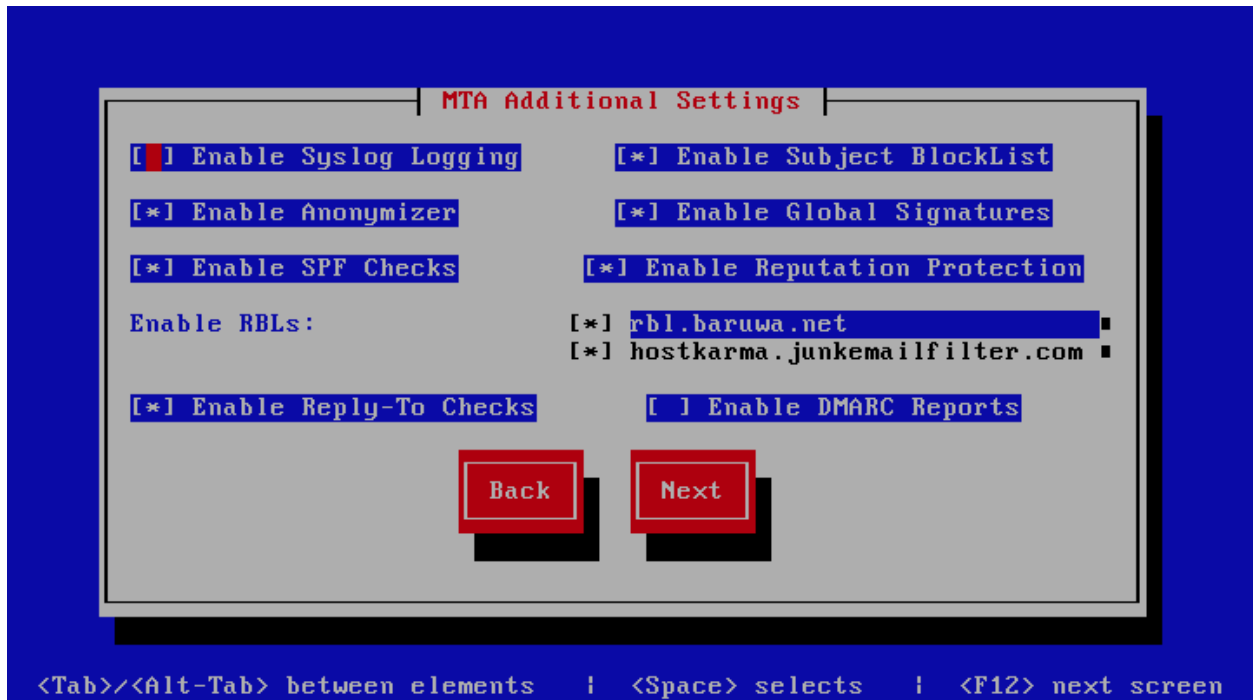 MTA Additional Settings
[ ] Enable Syslog Logging [*] Enable Subject BlockList
[*] Enable Anonymizer [*] Enable Global Signatures
[*] Enable SPF Checks [*] Enable Reputation Protection
Enable RBLs: [*] rbl.baruwa.net
[*] hostkarma.junkemailfilter.com
[*] Enable Reply-To Checks [ ] Enable DMARC Reports
Back Next
<Tab>/<Alt-Tab> between elements | <Space> selects | <F12> next screen